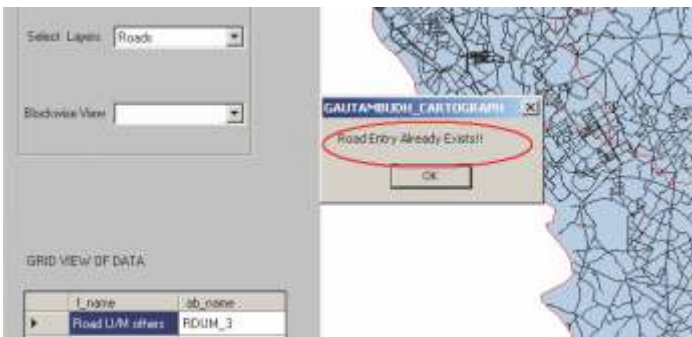 Select Layers Roads
Blockwise View
GAUTAMBUDH_CARTOGRAPH
Road Entry Already Exists!!
OK
GRID VIEW OF DATA
t_name ab_name
Road U/M others RDUM_3